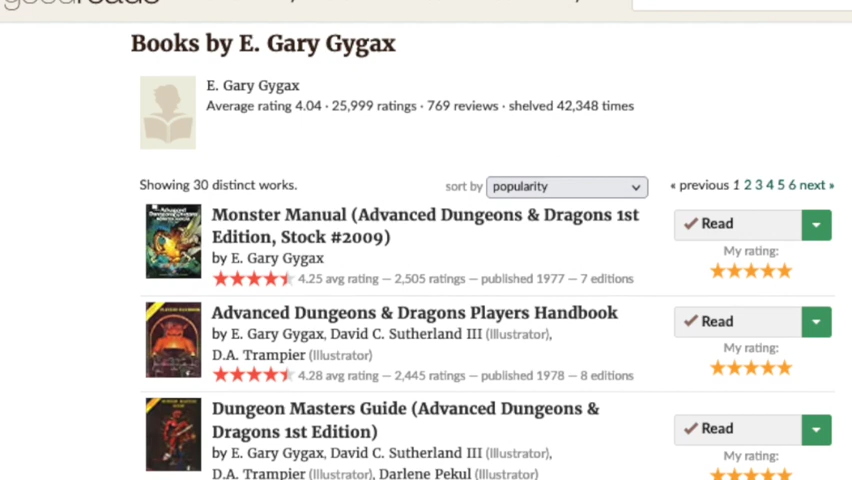 goodreads
Books by E. Gary Gygax
E. Gary Gygax
Average rating 4.04 · 25,999 ratings · 769 reviews · shelved 42,348 times
Showing 30 distinct works.
sort by popularity
« previous 1 2 3 4 5 6 next »
Monster Manual (Advanced Dungeons & Dragons 1st
Edition, Stock #2009)
by E. Gary Gygax
4.25 avg rating — 2,505 ratings — published 1977 — 7 editions
Read
My rating:
Advanced Dungeons & Dragons Players Handbook
by E. Gary Gygax, David C. Sutherland III (Illustrator),
D.A. Trampier (Illustrator)
4.28 avg rating — 2,445 ratings — published 1978 — 8 editions
Read
My rating:
Dungeon Masters Guide (Advanced Dungeons &
Dragons 1st Edition)
by E. Gary Gygax, David C. Sutherland III (Illustrator),
D.A. Trampier (Illustrator), Darlene Pekul (Illustrator)
Read
My rating: